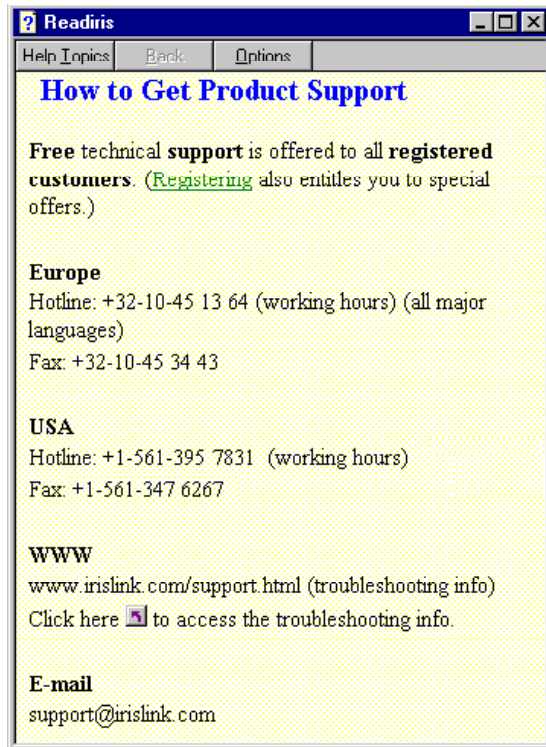 Readiris
Help Topics Back Options
How to Get Product Support
Free technical support is offered to all registered
customers. (Registering also entitles you to special
offers.)
Europe
Hotline: +32-10-45 13 64 (working hours) (all major
languages)
Fax: +32-10-45 34 43
USA
Hotline: +1-561-395 7831 (working hours)
Fax: +1-561-347 6267
WWW
www.irislink.com/support.html (troubleshooting info)
Click here to access the troubleshooting info.
E-mail
support@irislink.com